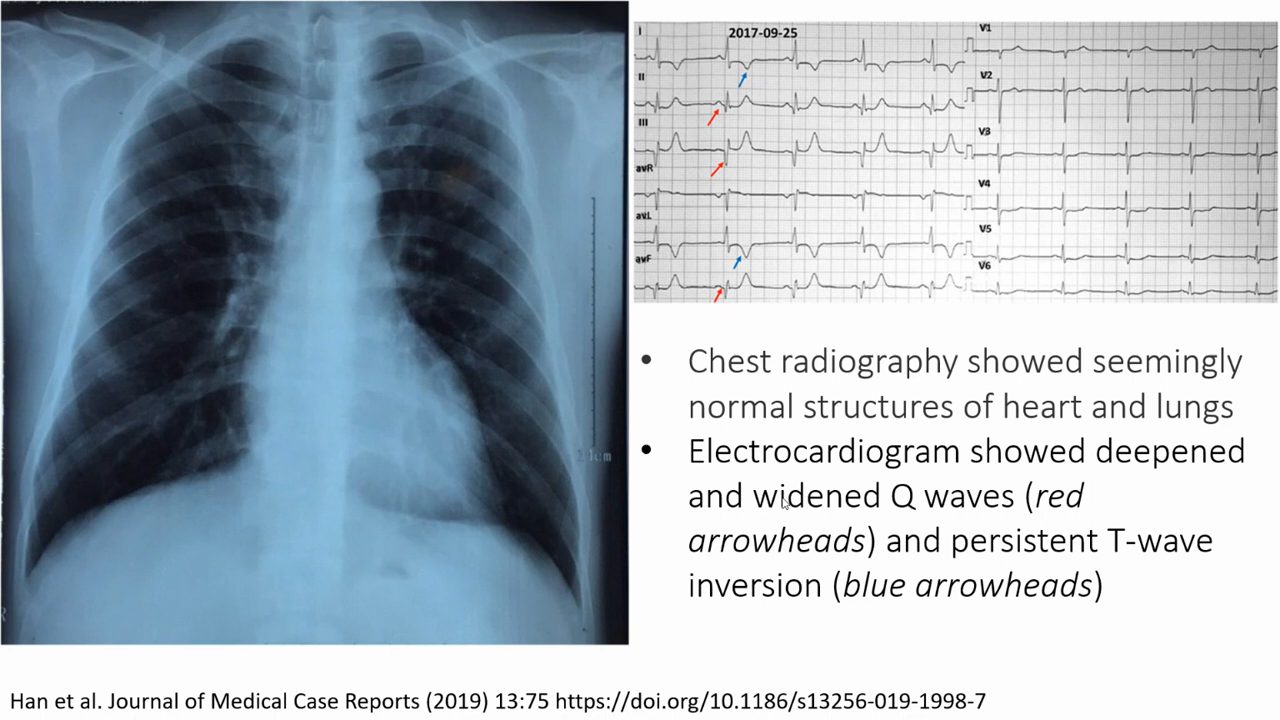 2017-09-25
I
II
III
avR
avL
avF
V1
V2
V3
V4
V5
V6
• Chest radiography showed seemingly
normal structures of heart and lungs
• Electrocardiogram showed deepened
and widened Q waves (red
arrowheads) and persistent T-wave
inversion (blue arrowheads)
Han et al. Journal of Medical Case Reports (2019) 13:75 https://doi.org/10.1186/s13256-019-1998-7